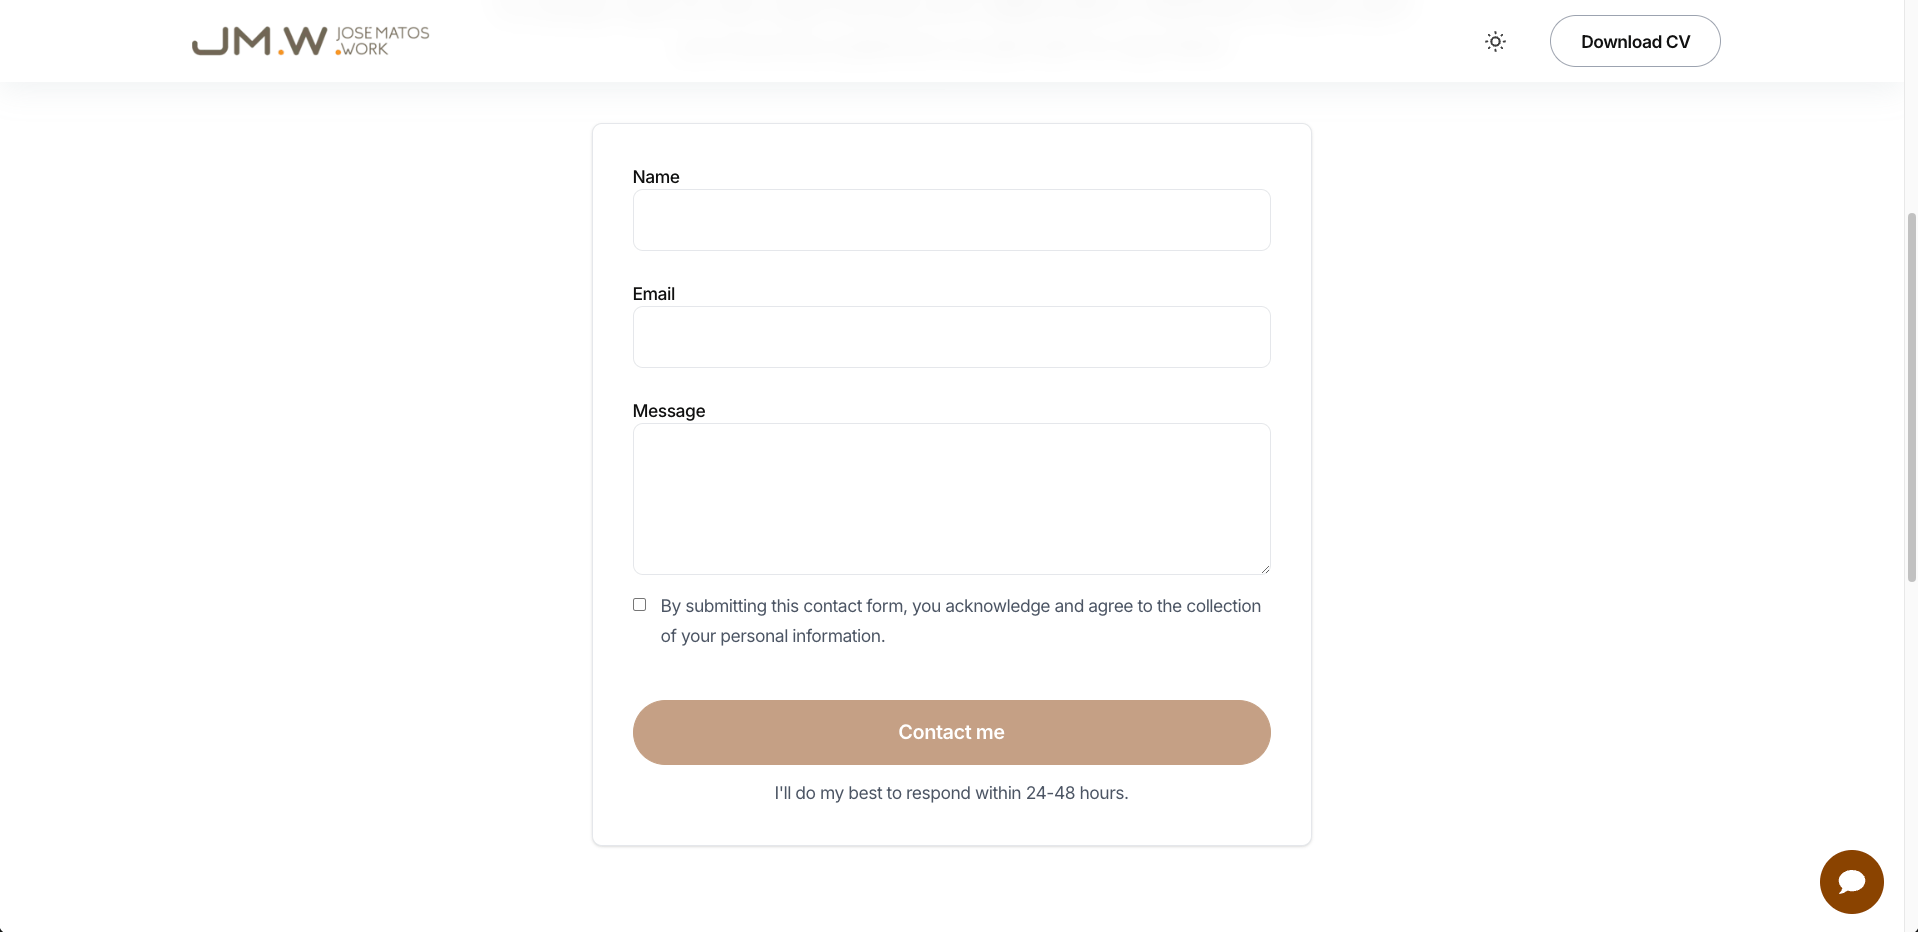 JM.W JOSE MATOS
.WORK
Download CV
Name
Email
Message
By submitting this contact form, you acknowledge and agree to the collection
of your personal information.
Contact me
I'll do my best to respond within 24-48 hours.